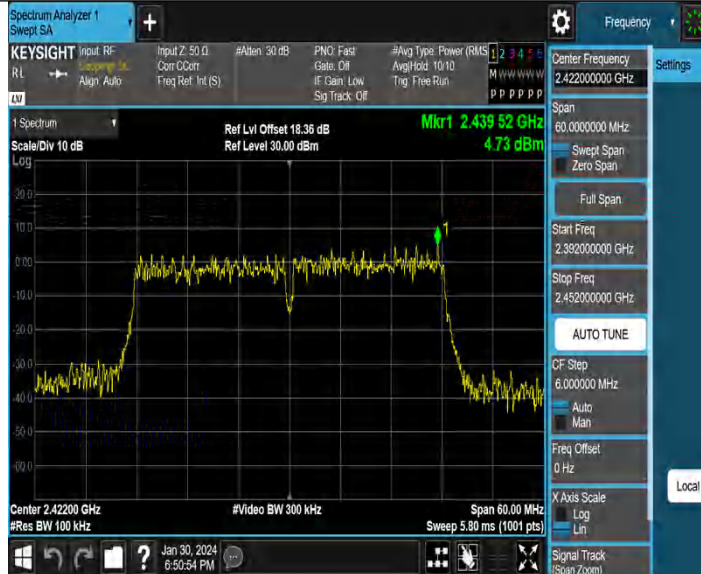 Spectrum Analyzer 1
Swept SA
+
Frequency
KEYSIGHT
RL
Input: RF
Align: Auto
Input Z: 50 Ω
Corr CCorr
Freq Ref: Int (S)
#Atten: 30 dB
PNO: Fast
Gate: Off
IF Gain: Low
Sig Track: Off
#Avg Type: Power (RMS
Avg|Hold: 10/10
Trig: Free Run
1 2 3 4 5 6
M W W W W W
P P P P P P
1 Spectrum
Scale/Div 10 dB
Log
Ref Lvl Offset 18.36 dB
Ref Level 30.00 dBm
Mkr1 2.439 52 GHz
4.73 dBm
20.0
10.0
0.00
-10.0
-20.0
-30.0
-40.0
-50.0
-60.0
1
Center 2.42200 GHz
#Res BW 100 kHz
#Video BW 300 kHz
Span 60.00 MHz
Sweep 5.80 ms (1001 pts)
?
Jan 30, 2024
6:50:54 PM
Center Frequency
2.422000000 GHz
Settings
Span
60.0000000 MHz
Swept Span
Zero Span
Full Span
Start Freq
2.392000000 GHz
Stop Freq
2.452000000 GHz
AUTO TUNE
CF Step
6.000000 MHz
Auto
Man
Freq Offset
0 Hz
X Axis Scale
Log
Lin
Local
Signal Track
(Span Zoom)